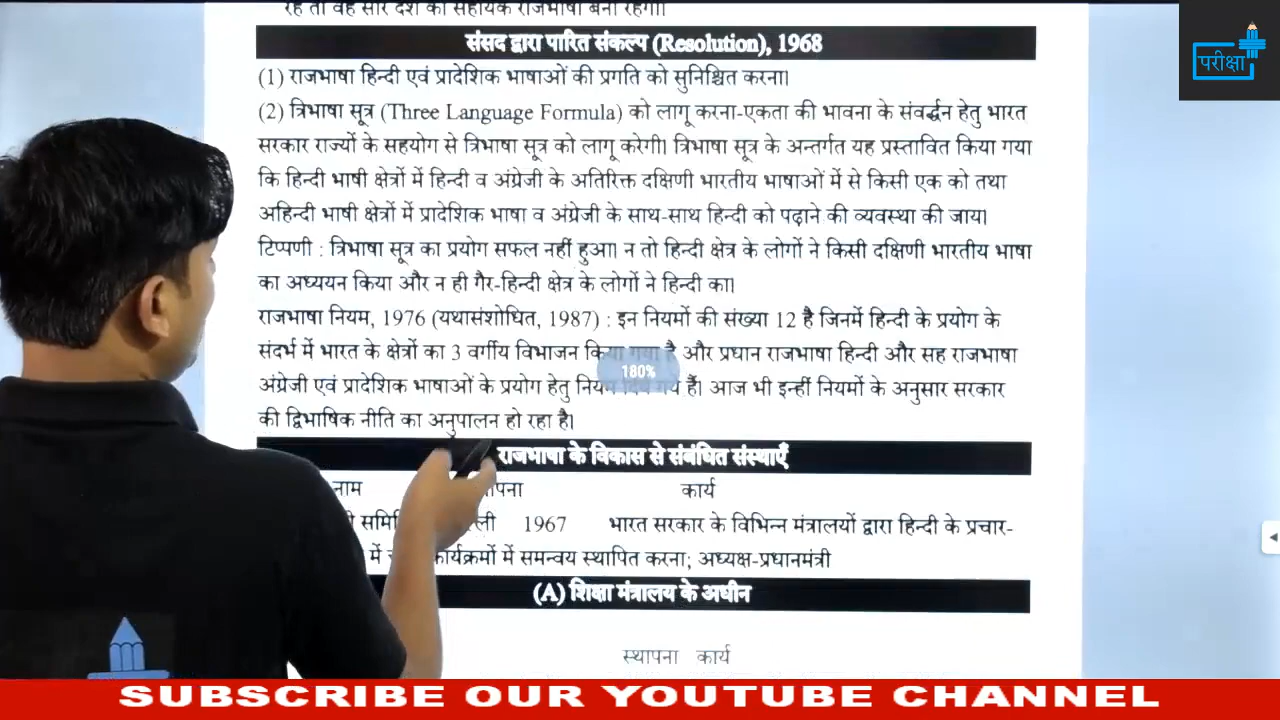 रहे तो वह सारे देश की सहायक राजभाषा बनी रहेगी।
संसद द्वारा पारित संकल्प (Resolution), 1968
परीक्षा
(1) राजभाषा हिन्दी एवं प्रादेशिक भाषाओं की प्रगति को सुनिश्चित करना।
(2) त्रिभाषा सूत्र (Three Language Formula) को लागू करना-एकता की भावना के संवर्द्धन हेतु भारत
सरकार राज्यों के सहयोग से त्रिभाषा सूत्र को लागू करेगी। त्रिभाषा सूत्र के अन्तर्गत यह प्रस्तावित किया गया
कि हिन्दी भाषी क्षेत्रों में हिन्दी व अंग्रेजी के अतिरिक्त दक्षिणी भारतीय भाषाओं में से किसी एक को तथा
अहिन्दी भाषी क्षेत्रों में प्रादेशिक भाषा व अंग्रेजी के साथ-साथ हिन्दी को पढ़ाने की व्यवस्था की जाय।
टिप्पणी : त्रिभाषा सूत्र का प्रयोग सफल नहीं हुआ। न तो हिन्दी क्षेत्र के लोगों ने किसी दक्षिणी भारतीय भाषा
का अध्ययन किया और न ही गैर-हिन्दी क्षेत्र के लोगों ने हिन्दी का।
राजभाषा नियम, 1976 (यथासंशोधित, 1987) : इन नियमों की संख्या 12 है जिनमें हिन्दी के प्रयोग के
संदर्भ में भारत के क्षेत्रों का 3 वर्गीय विभाजन किया गया है और प्रधान राजभाषा हिन्दी और सह राजभाषा
180%
अंग्रेजी एवं प्रादेशिक भाषाओं के प्रयोग हेतु नियम दिये गये हैं। आज भी इन्हीं नियमों के अनुसार सरकार
की द्विभाषिक नीति का अनुपालन हो रहा है।
राजभाषा के विकास से संबंधित संस्थाएँ
नाम कार्य
1967 भारत सरकार के विभिन्न मंत्रालयों द्वारा हिन्दी के प्रचार-
में समन्वय स्थापित करना; अध्यक्ष-प्रधानमंत्री
(A) शिक्षा मंत्रालय के अधीन
स्थापना कार्य
SUBSCRIBE OUR YOUTUBE CHANNEL